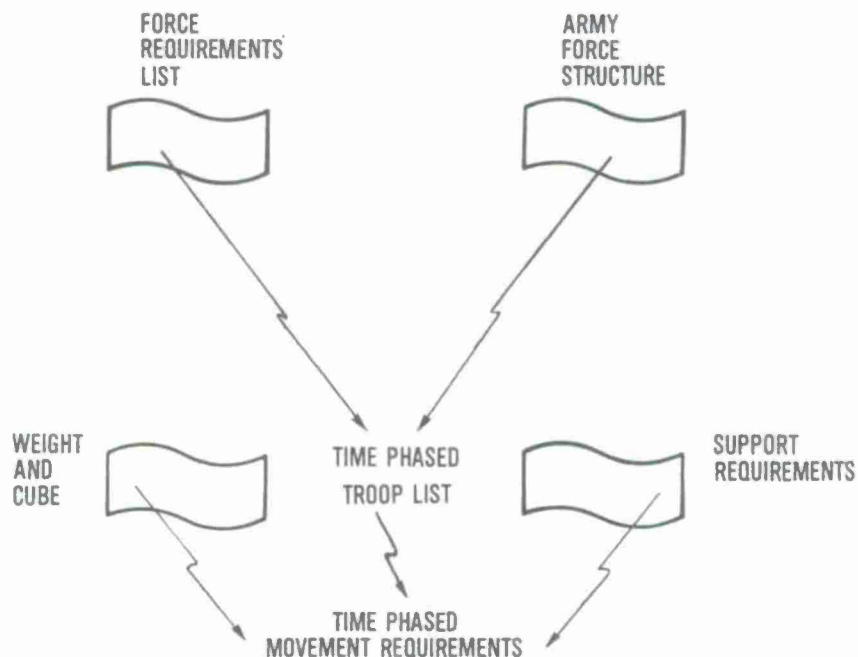 FORCE
REQUIREMENTS
LIST
ARMY
FORCE
STRUCTURE
WEIGHT
AND
CUBE
TIME PHASED
TROOP LIST
SUPPORT
REQUIREMENTS
TIME PHASED
MOVEMENT REQUIREMENTS